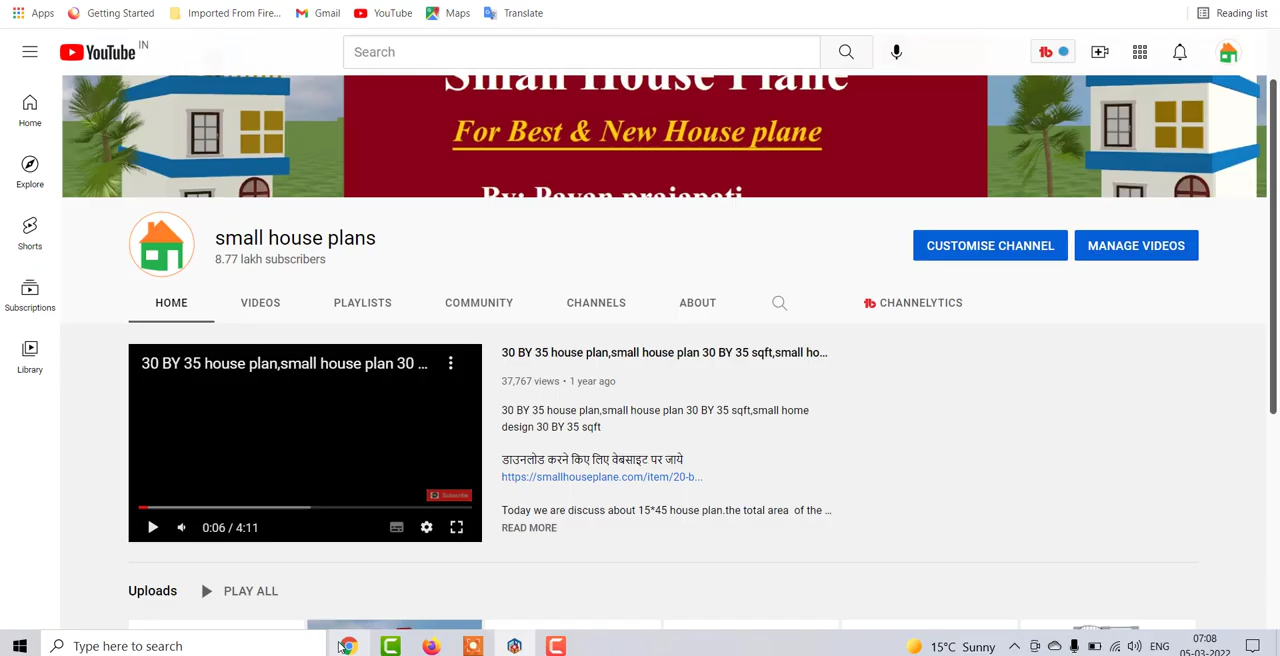 Apps Getting Started Imported From Fire... Gmail YouTube Maps Translate Reading list
YouTube IN Search tb
Small House Plane
For Best & New House plane
By: Pavan prajapati
Home
Explore
Shorts
Subscriptions
Library
small house plans
8.77 lakh subscribers
CUSTOMISE CHANNEL MANAGE VIDEOS
HOME VIDEOS PLAYLISTS COMMUNITY CHANNELS ABOUT tb CHANNELYTICS
30 BY 35 house plan,small house plan 30 ...
Subscribe
0:06 / 4:11
30 BY 35 house plan,small house plan 30 BY 35 sqft,small ho...
37,767 views • 1 year ago
30 BY 35 house plan,small house plan 30 BY 35 sqft,small home
design 30 BY 35 sqft
डाउनलोड करने किए लिए वेबसाइट पर जाये
https://smallhouseplane.com/item/20-b...
Today we are discuss about 15*45 house plan.the total area of the ...
READ MORE
Uploads PLAY ALL
Type here to search
15°C Sunny ENG 07:08
05-03-2022